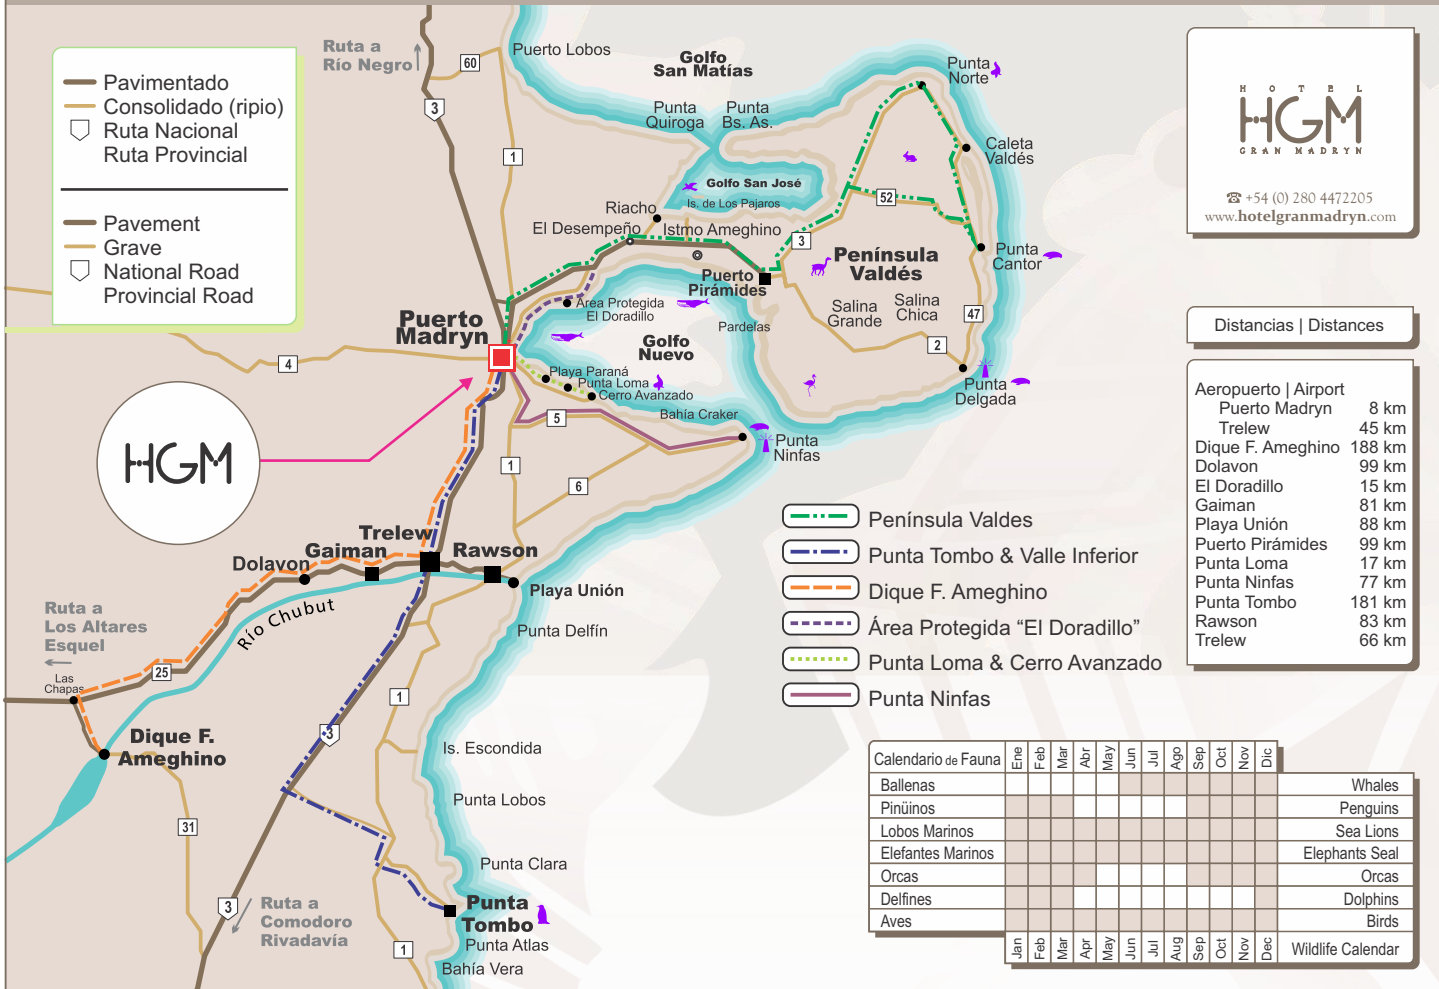 Pavimentado
Consolidado (ripio)
Ruta Nacional
Ruta Provincial
Pavement
Grave
National Road
Provincial Road
Ruta a
Río Negro
60
3
1
Puerto Lobos
Golfo
San Matías
Punta
Quiroga
Punta
Bs. As.
Punta
Norte
Caleta
Valdés
Golfo San José
Is. de Los Pajaros
52
Riacho
El Desempeño
Istmo Ameghino
3
Península
Valdés
Punta
Cantor
Puerto
Pirámides
Area Protegida
El Doradillo
Salina
Grande
Salina
Chica
47
2
Pardelas
Puerto
Madryn
Golfo
Nuevo
4
Playa Paraná
Punta Loma
Cerro Avanzado
Punta
Delgada
Bahía Craker
5
Punta
Ninfas
HGM
1
6
Trelew
Gaiman
Rawson
Dolavon
Playa Unión
Río Chubut
Ruta a
Los Altares
Esquel
Punta Delfín
25
Las
Chapas
1
3
Dique F.
Ameghino
Is. Escondida
Punta Lobos
31
Punta Clara
3
Ruta a
Comodoro
Rivadavía
Punta
Tombo
1
Punta Atlas
Bahía Vera
Península Valdes
Punta Tombo & Valle Inferior
Dique F. Ameghino
Área Protegida “El Doradillo”
Punta Loma & Cerro Avanzado
Punta Ninfas
HOTEL
HGM
GRAN MADRYN
☎ +54 (0) 280 4472205
www.hotelgranmadryn.com
Distancias | Distances
Aeropuerto | Airport
Puerto Madryn 8 km
Trelew 45 km
Dique F. Ameghino 188 km
Dolavon 99 km
El Doradillo 15 km
Gaiman 81 km
Playa Unión 88 km
Puerto Pirámides 99 km
Punta Loma 17 km
Punta Ninfas 77 km
Punta Tombo 181 km
Rawson 83 km
Trelew 66 km
Calendario de Fauna Ene Feb Mar Abr May Jun Jul Ago Sep Oct Nov Dic
Ballenas Whales
Pinüinos Penguins
Lobos Marinos Sea Lions
Elefantes Marinos Elephants Seal
Orcas Orcas
Delfines Dolphins
Aves Birds
Jan Feb Mar Apr May Jun Jul Aug Sep Oct Nov Dec Wildlife Calendar